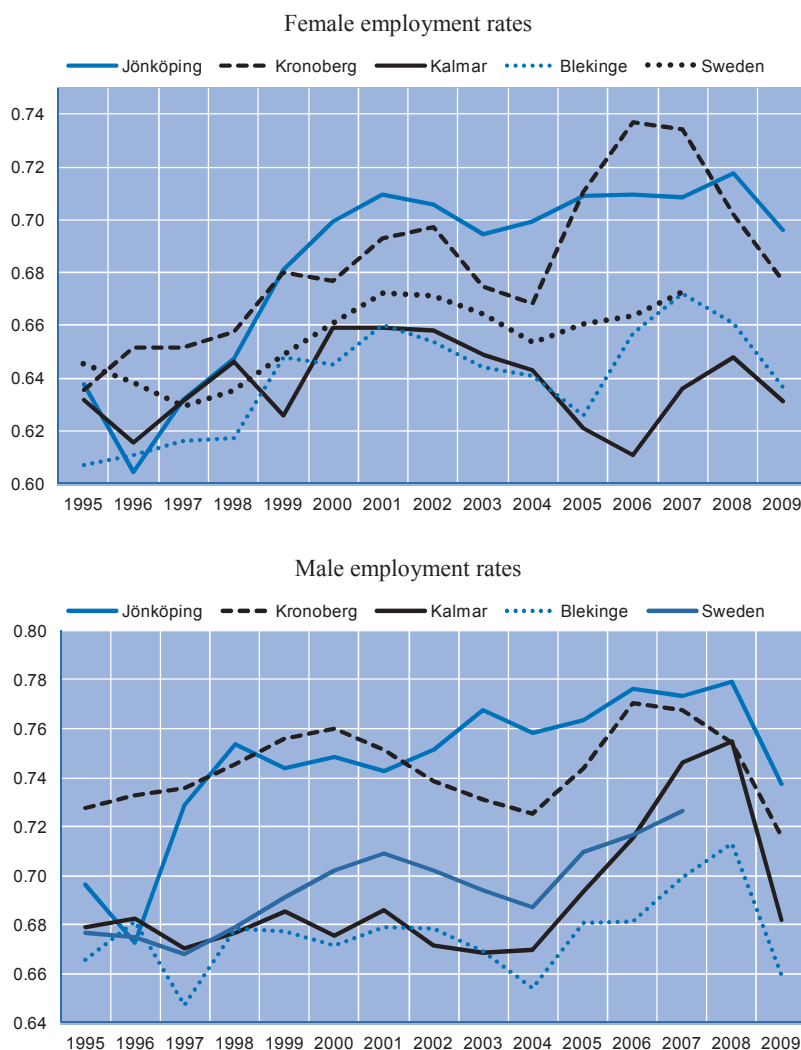 Female employment rates
Jönköping Kronoberg Kalmar Blekinge Sweden
0.74
0.72
0.70
0.68
0.66
0.64
0.62
0.60
1995 1996 1997 1998 1999 2000 2001 2002 2003 2004 2005 2006 2007 2008 2009
Male employment rates
Jönköping Kronoberg Kalmar Blekinge Sweden
0.80
0.78
0.76
0.74
0.72
0.70
0.68
0.66
0.64
1995 1996 1997 1998 1999 2000 2001 2002 2003 2004 2005 2006 2007 2008 2009